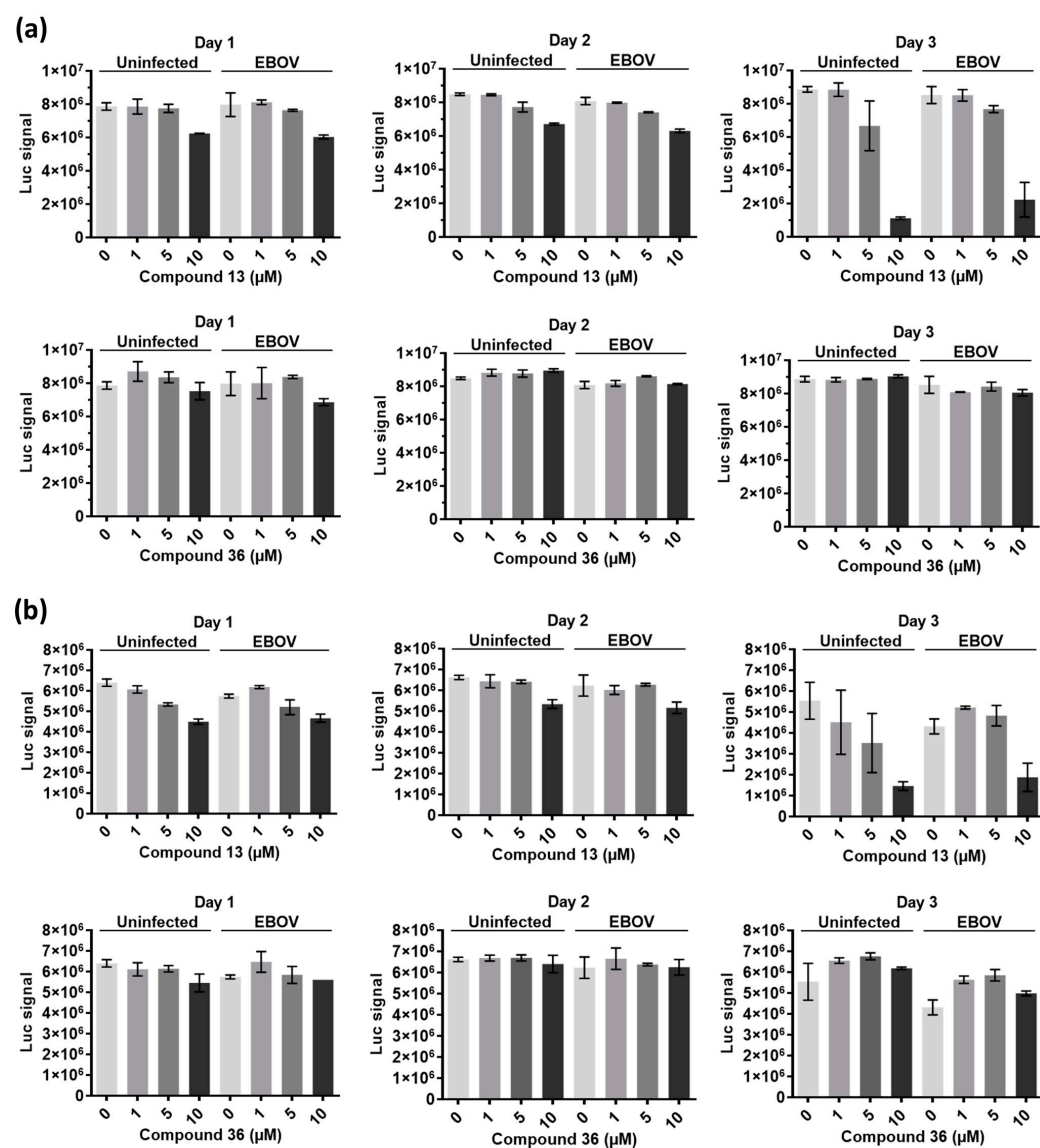 (a)
Day 1
Uninfected EBOV
Luc signal
1×10⁷
8×10⁶
6×10⁶
4×10⁶
2×10⁶
0
0 1 5 10 0 1 5 10
Compound 13 (µM)
Day 2
Uninfected EBOV
Luc signal
1×10⁷
8×10⁶
6×10⁶
4×10⁶
2×10⁶
0
0 1 5 10 0 1 5 10
Compound 13 (µM)
Day 3
Uninfected EBOV
Luc signal
1×10⁷
8×10⁶
6×10⁶
4×10⁶
2×10⁶
0
0 1 5 10 0 1 5 10
Compound 13 (µM)
Day 1
Uninfected EBOV
Luc signal
1×10⁷
8×10⁶
6×10⁶
4×10⁶
2×10⁶
0
0 1 5 10 0 1 5 10
Compound 36 (µM)
Day 2
Uninfected EBOV
Luc signal
1×10⁷
8×10⁶
6×10⁶
4×10⁶
2×10⁶
0
0 1 5 10 0 1 5 10
Compound 36 (µM)
Day 3
Uninfected EBOV
Luc signal
1×10⁷
8×10⁶
6×10⁶
4×10⁶
2×10⁶
0
0 1 5 10 0 1 5 10
Compound 36 (µM)
(b)
Day 1
Uninfected EBOV
Luc signal
8×10⁶
7×10⁶
6×10⁶
5×10⁶
4×10⁶
3×10⁶
2×10⁶
1×10⁶
0
0 1 5 10 0 1 5 10
Compound 13 (µM)
Day 2
Uninfected EBOV
Luc signal
8×10⁶
7×10⁶
6×10⁶
5×10⁶
4×10⁶
3×10⁶
2×10⁶
1×10⁶
0
0 1 5 10 0 1 5 10
Compound 13 (µM)
Day 3
Uninfected EBOV
Luc signal
8×10⁶
7×10⁶
6×10⁶
5×10⁶
4×10⁶
3×10⁶
2×10⁶
1×10⁶
0
0 1 5 10 0 1 5 10
Compound 13 (µM)
Day 1
Uninfected EBOV
Luc signal
8×10⁶
7×10⁶
6×10⁶
5×10⁶
4×10⁶
3×10⁶
2×10⁶
1×10⁶
0
0 1 5 10 0 1 5 10
Compound 36 (µM)
Day 2
Uninfected EBOV
Luc signal
8×10⁶
7×10⁶
6×10⁶
5×10⁶
4×10⁶
3×10⁶
2×10⁶
1×10⁶
0
0 1 5 10 0 1 5 10
Compound 36 (µM)
Day 3
Uninfected EBOV
Luc signal
8×10⁶
7×10⁶
6×10⁶
5×10⁶
4×10⁶
3×10⁶
2×10⁶
1×10⁶
0
0 1 5 10 0 1 5 10
Compound 36 (µM)